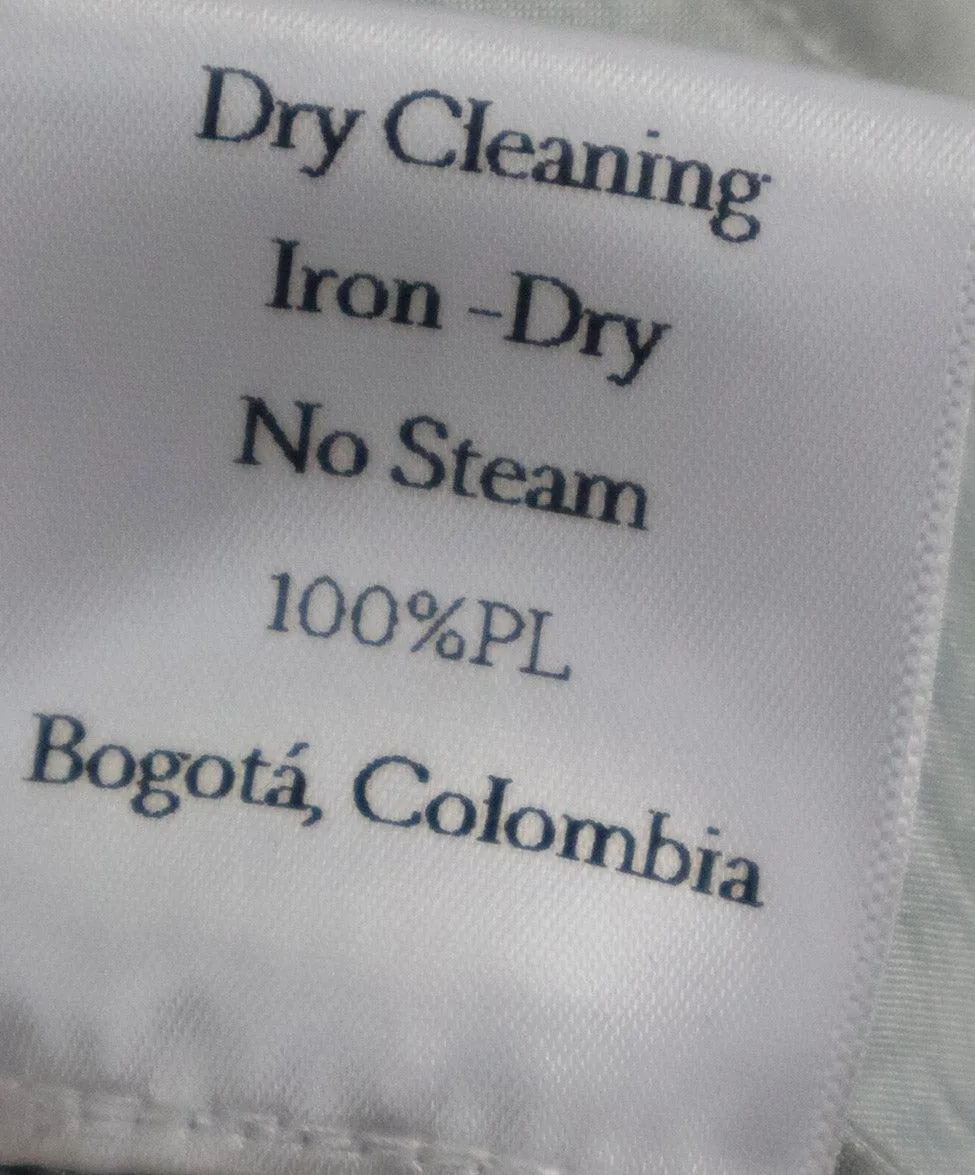 Dry Cleaning
Iron -Dry
No Steam
100%PL
Bogotá, Colombia